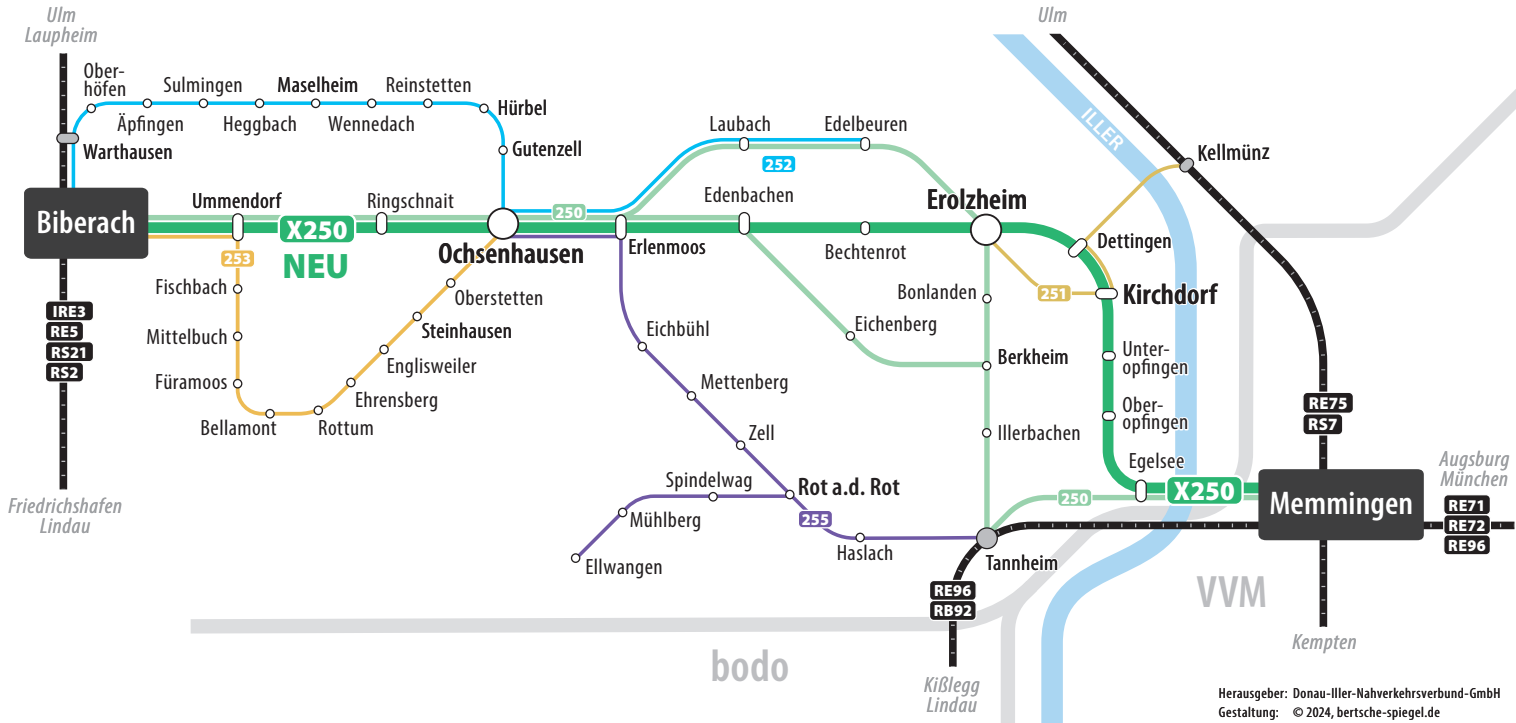 Ulm
Laupheim
Ulm
Ober-
höfen
Sulmingen
Maselheim
Reinstetten
Hürbel
Äpfingen
Heggbach
Wennedach
Gutenzell
Warthausen
Laubach
Edelbeuren
252
ILLER
Kellmünz
Biberach
Ummendorf
X250
NEU
Ringschnait
250
Ochsenhausen
Erlenmoos
Edenbachen
Bechtenrot
Erolzheim
Dettingen
253
Fischbach
Mittelbuch
Füramoos
Bellamont
Rottum
Ehrensberg
Englisweiler
Steinhausen
Oberstetten
Eichbühl
Mettenberg
Zell
Spindelwag
Mühlberg
Ellwangen
Rot a.d. Rot
255
Haslach
Eichenberg
Bonlanden
251
Kirchdorf
Berkheim
Unter-
opfingen
Ober-
opfingen
Illerbachen
Egelsee
250
X250
Memmingen
Tannheim
IRE3
RE5
RS21
RS2
Friedrichshafen
Lindau
RE75
RS7
Augsburg
München
RE71
RE72
RE96
RE96
RB92
VVM
bodo
Kempten
Kißlegg
Lindau
Herausgeber: Donau-Iller-Nahverkehrsverbund-GmbH
Gestaltung: © 2024, bertsche-spiegel.de